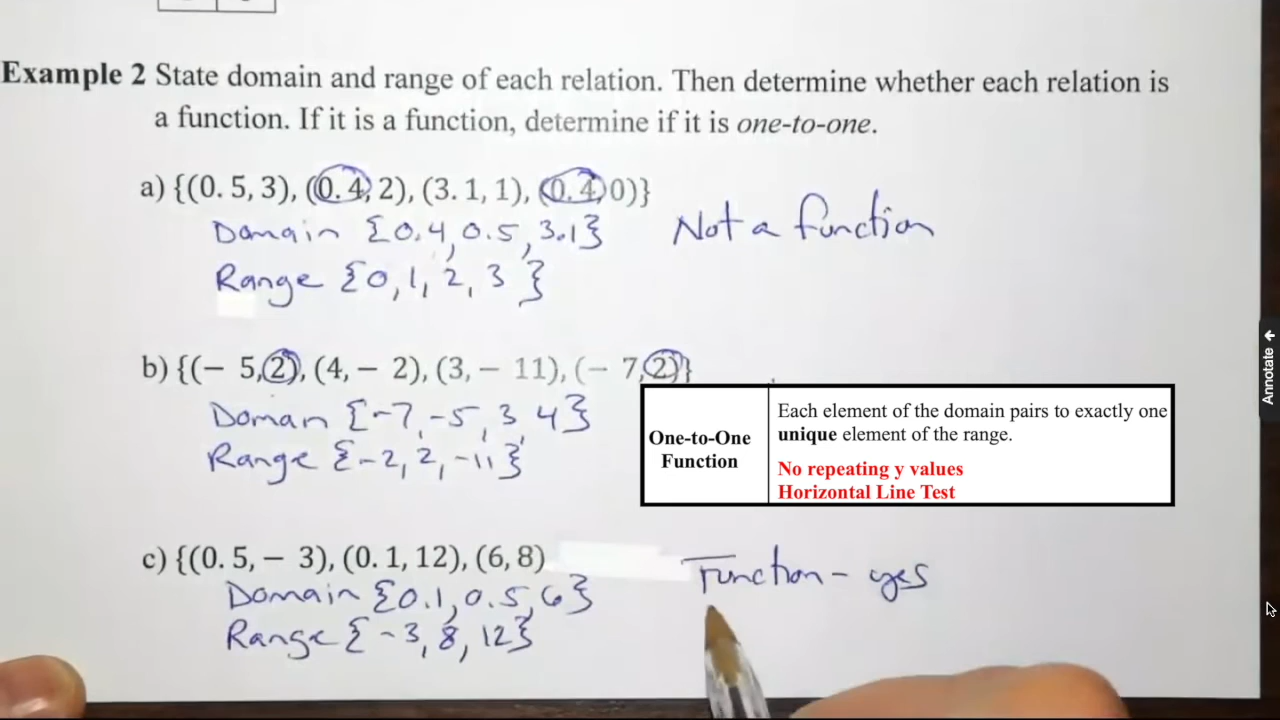 Example 2 State domain and range of each relation. Then determine whether each relation is
a function. If it is a function, determine if it is one-to-one.
a) {(0. 5, 3), (0. 4, 2), (3. 1, 1), (0. 4, 0)}
Domain {0.4, 0.5, 3.1}
Not a function
Range {0, 1, 2, 3 }
b) {(− 5, 2), (4, − 2), (3, − 11), (− 7, 2)}
Doman {-7, -5, 3, 4}
Range {-2, 2, -11}
One-to-One
Function
Each element of the domain pairs to exactly one
unique element of the range.
No repeating y values
Horizontal Line Test
c) {(0. 5, − 3), (0. 1, 12), (6, 8)
Function - yes
Domain {0.1, 0.5, 6}
Range {-3, 8, 12}
Annotate